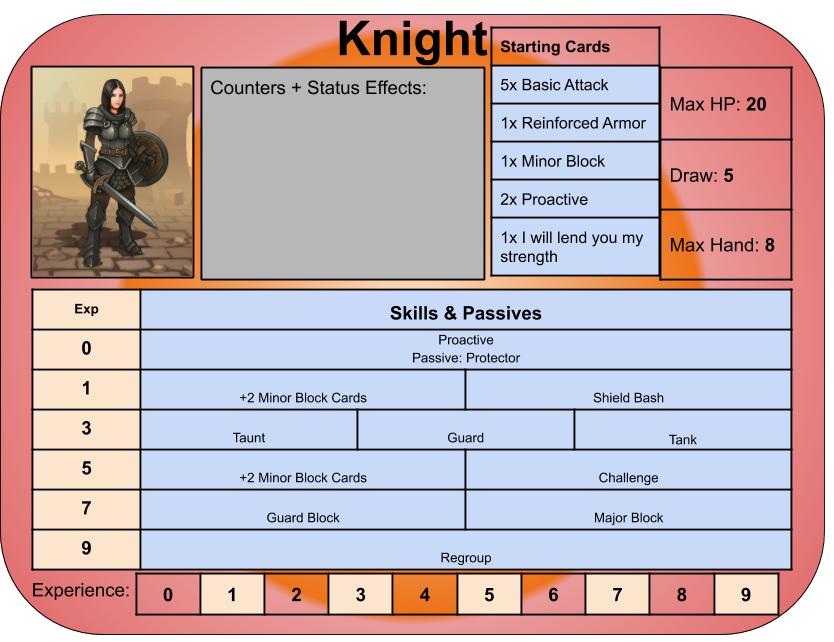 Knight
Starting Cards
Counters + Status Effects:
5x Basic Attack
1x Reinforced Armor
1x Minor Block
2x Proactive
1x I will lend you my
strength
Max HP: 20
Draw: 5
Max Hand: 8
Exp
Skills & Passives
0
Proactive
Passive: Protector
1
+2 Minor Block Cards
Shield Bash
3
Taunt
Guard
Tank
5
+2 Minor Block Cards
Challenge
7
Guard Block
Major Block
9
Regroup
Experience: 0 1 2 3 4 5 6 7 8 9